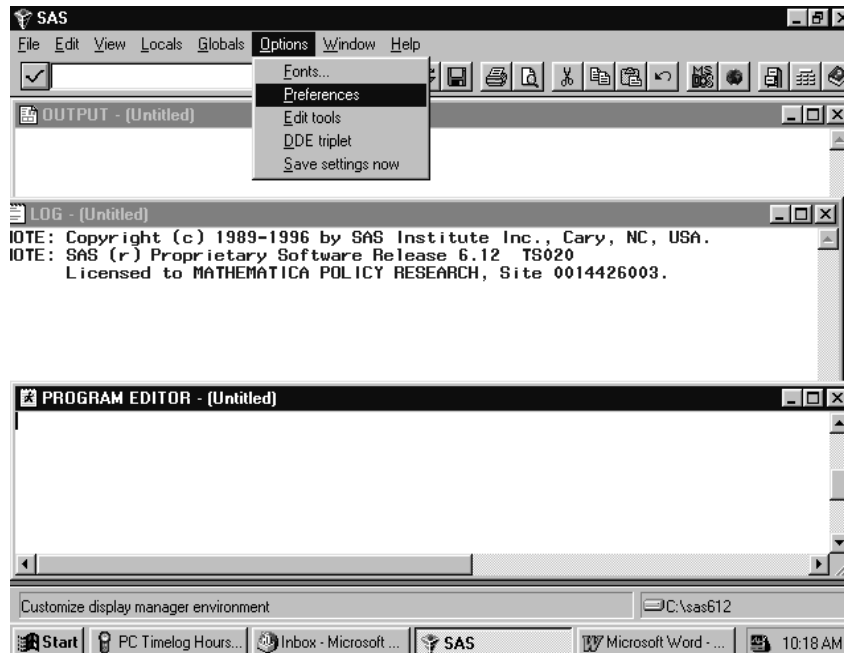 SAS
File Edit View Locals Globals Options Window Help
Fonts...
Preferences
Edit tools
DDE triplet
Save settings now
MS DOS
OUTPUT - (Untitled)
LOG - (Untitled)
IOTE: Copyright (c) 1989-1996 by SAS Institute Inc., Cary, NC, USA.
IOTE: SAS (r) Proprietary Software Release 6.12 TS020
Licensed to MATHEMATICA POLICY RESEARCH, Site 0014426003.
PROGRAM EDITOR - (Untitled)
Customize display manager environment
C:\sas612
Start
PC Timelog Hours...
Inbox - Microsoft ...
SAS
Microsoft Word - ...
10:18 AM